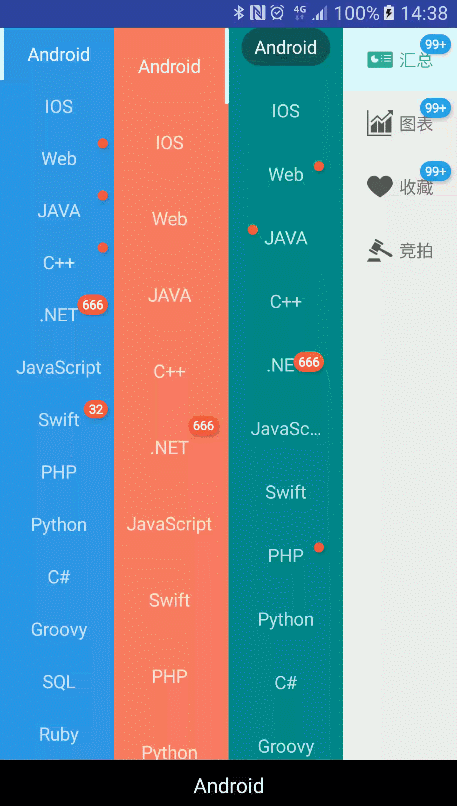 4G 100% 14:38
Android
IOS
Web
JAVA
C++
.NET 666
JavaScript
Swift 32
PHP
Python
C#
Groovy
SQL
Ruby
Android
IOS
Web
JAVA
C++
.NET 666
JavaScript
Swift
PHP
Python
Android
IOS
Web
JAVA
C++
.NE 666
JavaSc...
Swift
PHP
Python
C#
Groovy
汇总 99+
图表 99+
收藏 99+
竞拍
Android